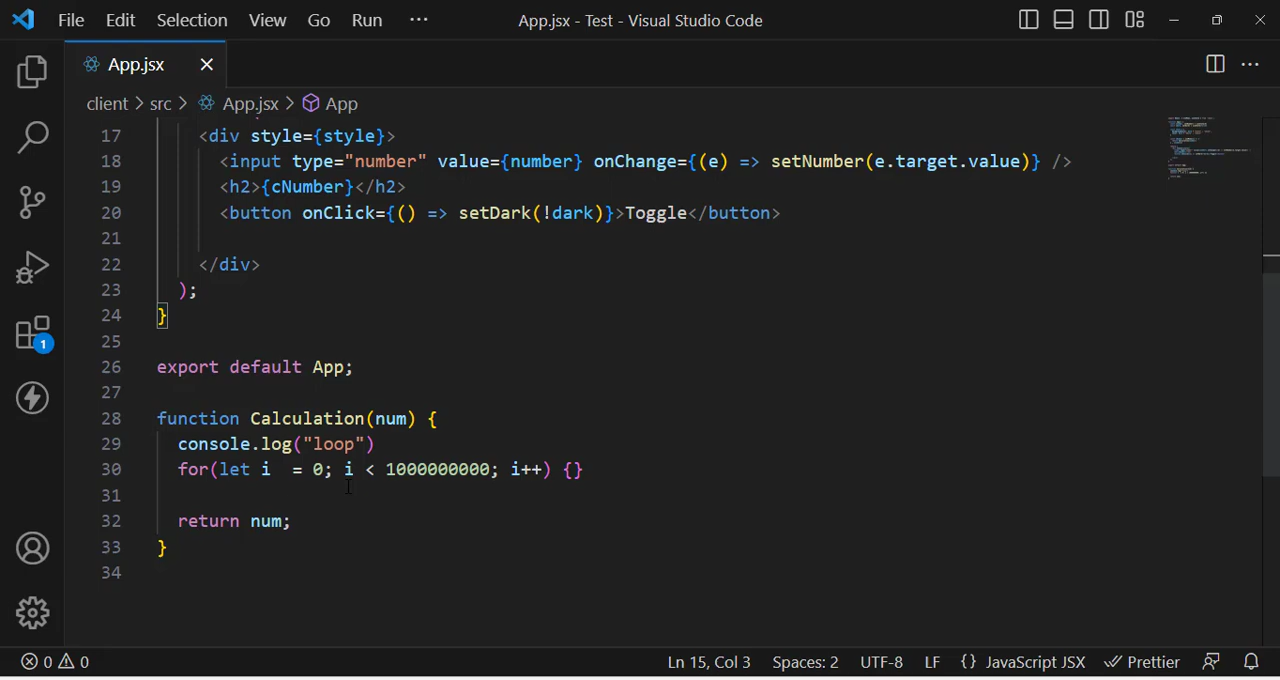 File Edit Selection View Go Run ··· App.jsx - Test - Visual Studio Code
App.jsx
client > src > App.jsx > App
17 <div style={style}>
18 <input type="number" value={number} onChange={(e) => setNumber(e.target.value)} />
19 <h2>{cNumber}</h2>
20 <button onClick={() => setDark(!dark)}>Toggle</button>
21
22 </div>
23 );
24 }
25
26 export default App;
27
28 function Calculation(num) {
29 console.log("loop")
30 for(let i  = 0; i < 1000000000; i++) {}
31
32 return num;
33 }
34
1
0 0 Ln 15, Col 3 Spaces: 2 UTF-8 LF {} JavaScript JSX Prettier